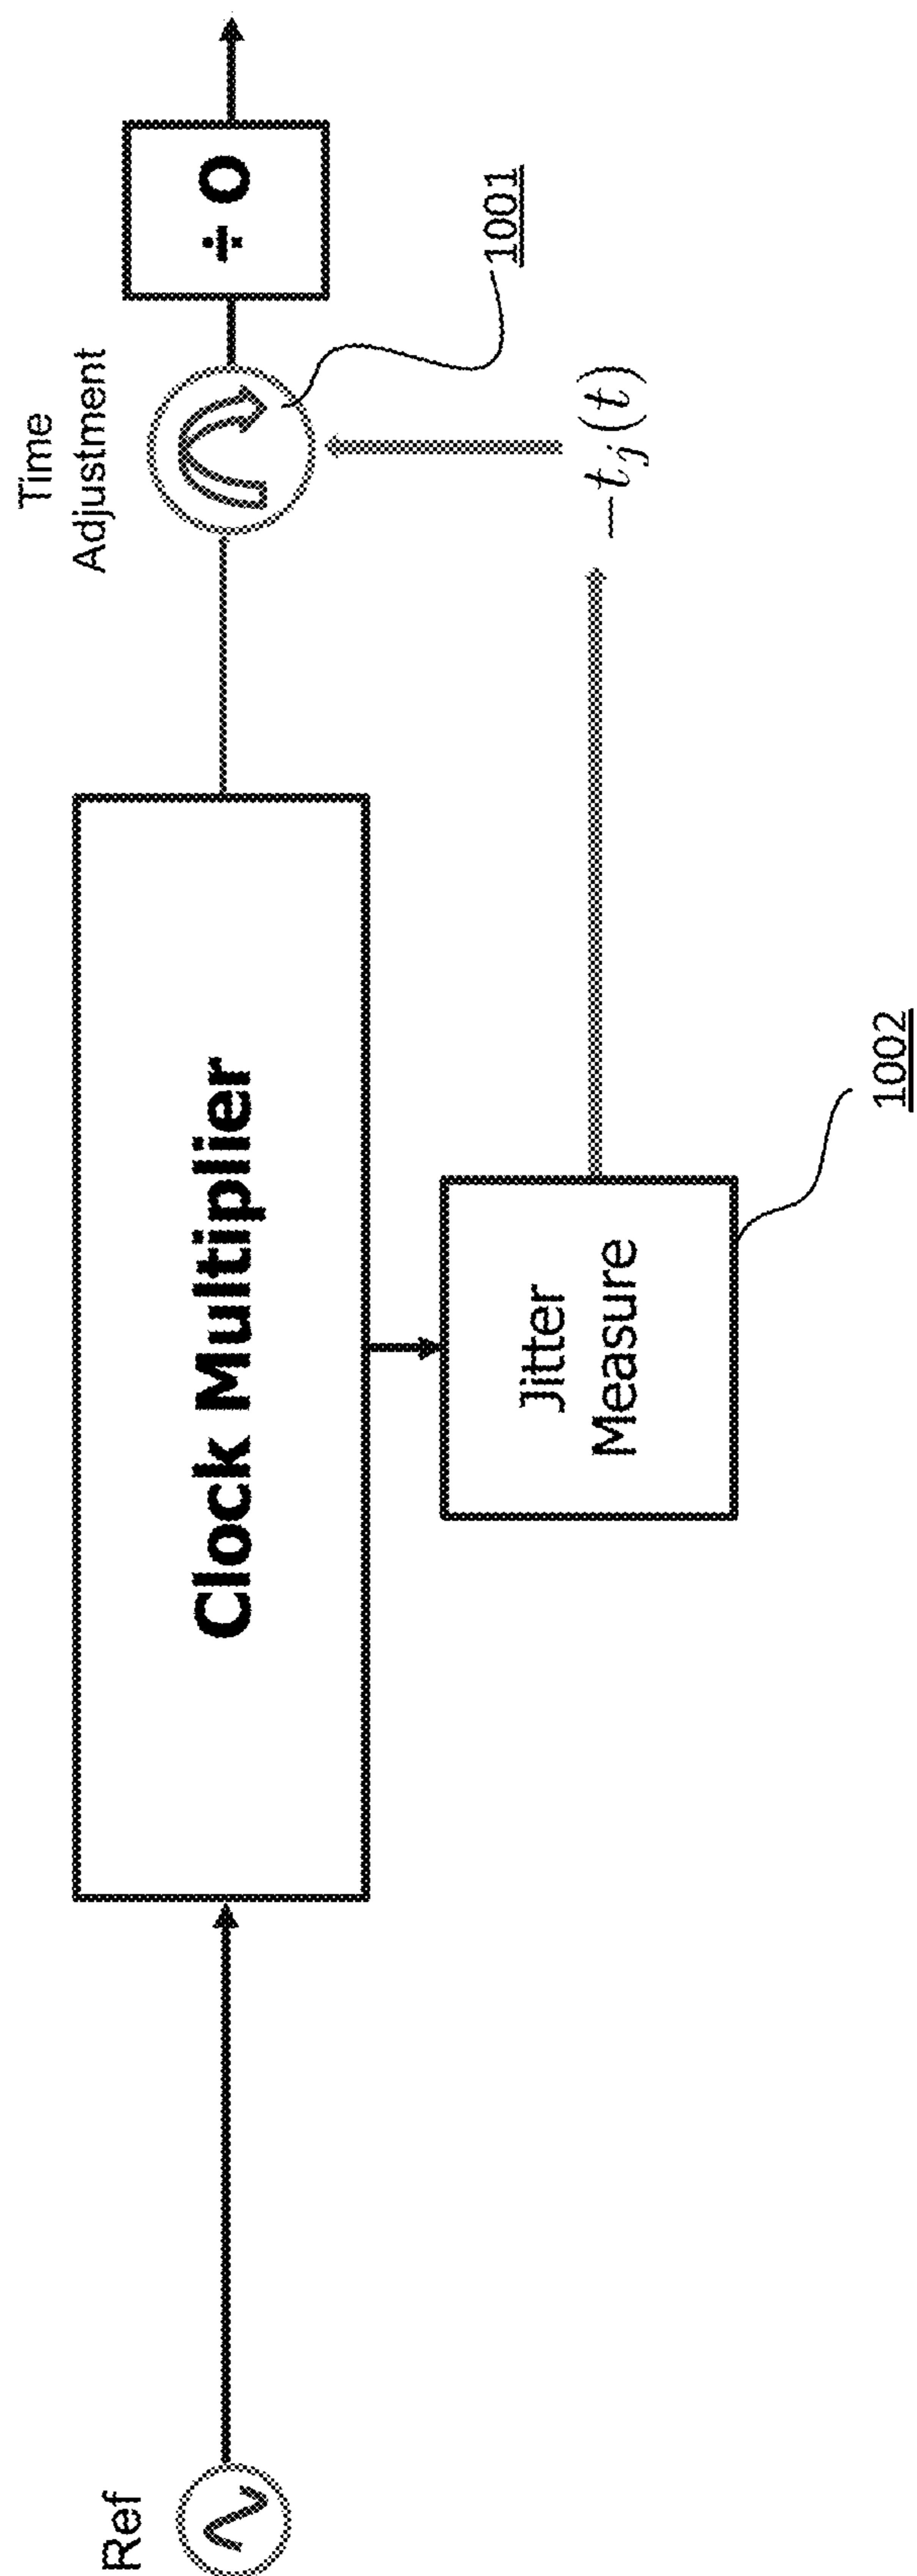 Ref
Clock Multiplier
Time
Adjustment
÷ O
1001
−t_j(t)
Jitter
Measure
1002